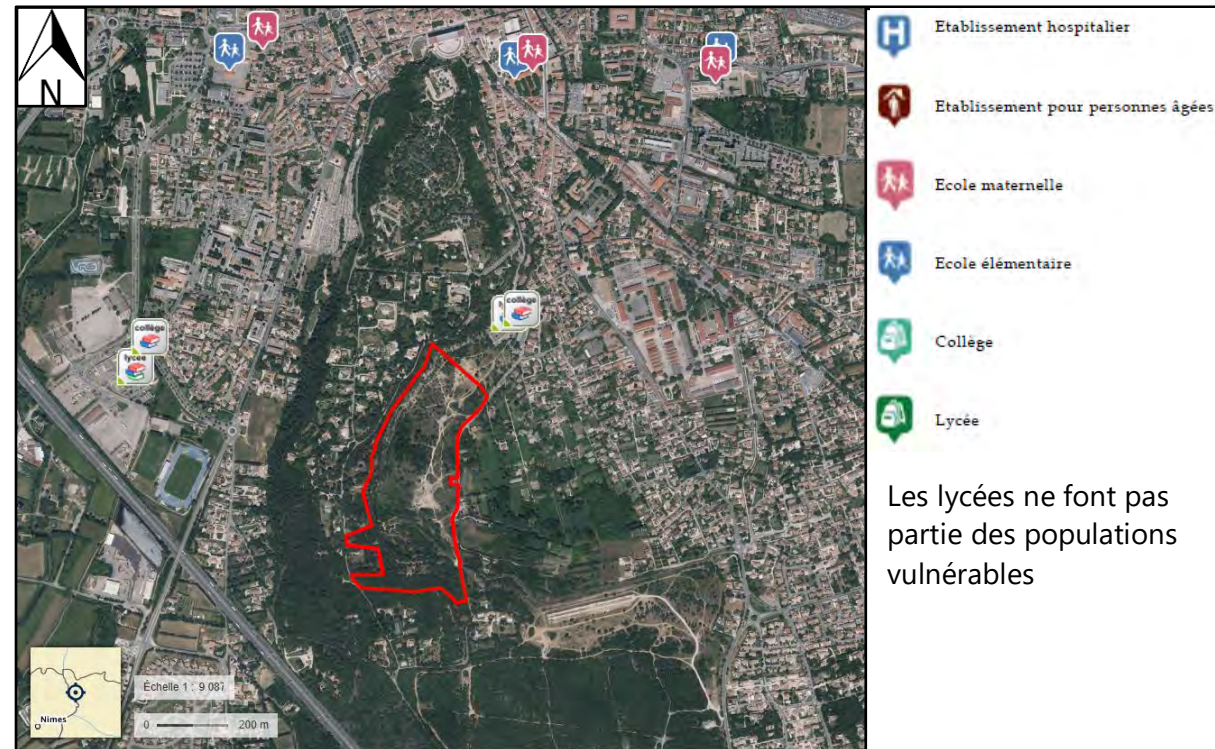 N
collège
lycée
collège
Nîmes
Échelle 1 : 9 087
0
200 m
H
Etablissement hospitalier
Etablissement pour personnes âgées
Ecole maternelle
Ecole élémentaire
Collège
Lycée
Les lycées ne font pas
partie des populations
vulnérables